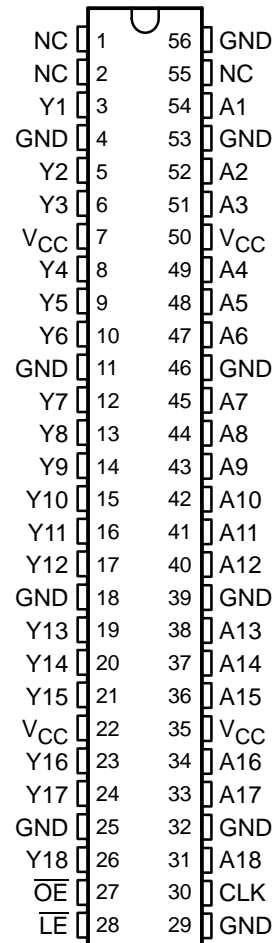 NC 1 56 GND
NC 2 55 NC
Y1 3 54 A1
GND 4 53 GND
Y2 5 52 A2
Y3 6 51 A3
VCC 7 50 VCC
Y4 8 49 A4
Y5 9 48 A5
Y6 10 47 A6
GND 11 46 GND
Y7 12 45 A7
Y8 13 44 A8
Y9 14 43 A9
Y10 15 42 A10
Y11 16 41 A11
Y12 17 40 A12
GND 18 39 GND
Y13 19 38 A13
Y14 20 37 A14
Y15 21 36 A15
VCC 22 35 VCC
Y16 23 34 A16
Y17 24 33 A17
GND 25 32 GND
Y18 26 31 A18
O̅E̅ 27 30 CLK
L̅E̅ 28 29 GND